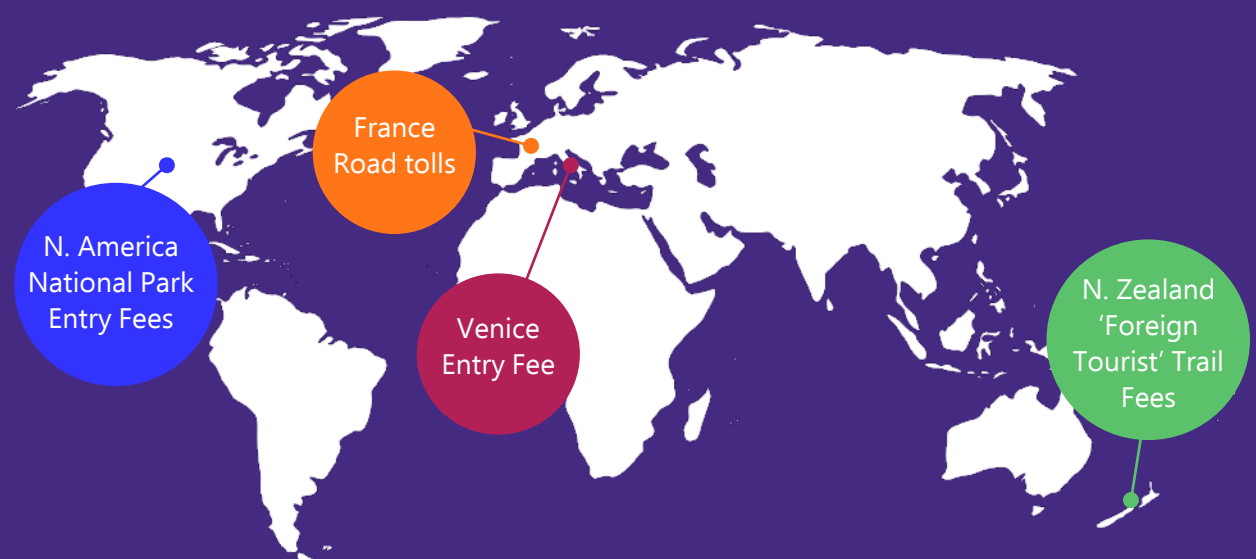 France
Road tolls
N. America
National Park
Entry Fees
Venice
Entry Fee
N. Zealand
‘Foreign
Tourist’ Trail
Fees